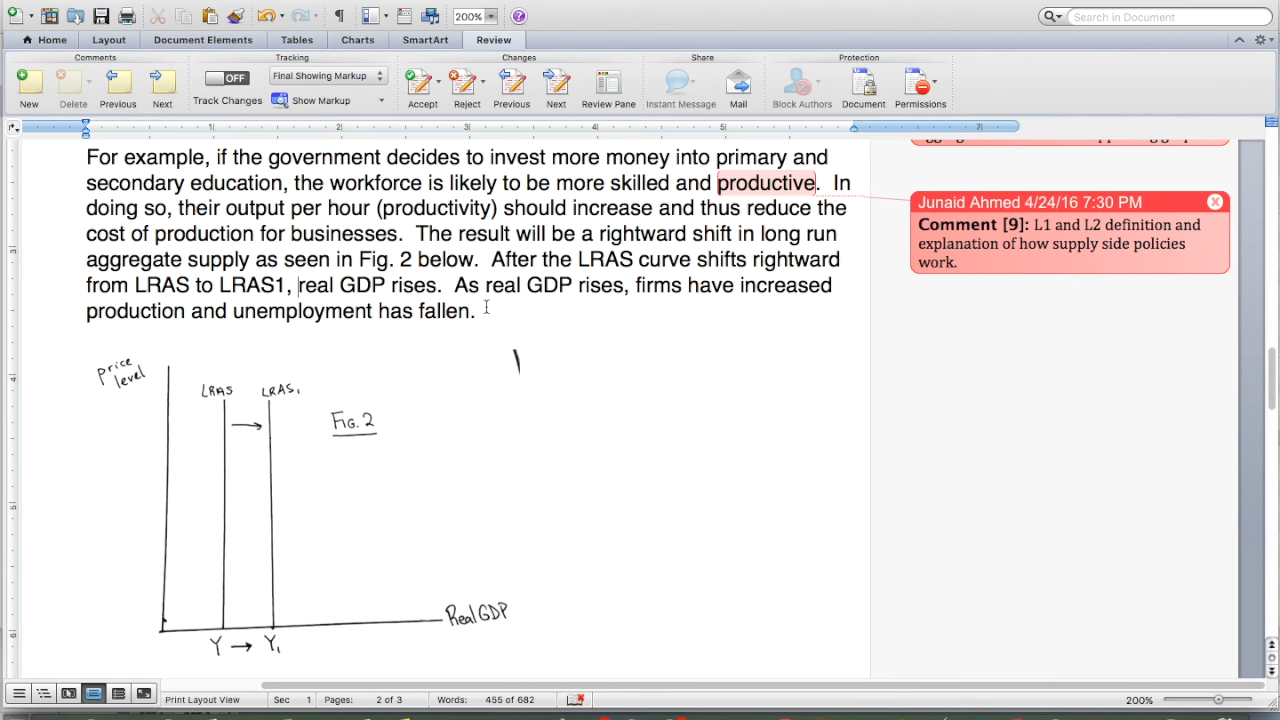 200%
Search in Document
Home Layout Document Elements Tables Charts SmartArt Review
Comments Tracking Changes Share Protection
OFF Final Showing Markup
New Delete Previous Next Track Changes Show Markup Accept Reject Previous Next Review Pane Instant Message Mail Block Authors Document Permissions
1 2 3 4 5 7
For example, if the government decides to invest more money into primary and
secondary education, the workforce is likely to be more skilled and productive. In
doing so, their output per hour (productivity) should increase and thus reduce the
cost of production for businesses. The result will be a rightward shift in long run
aggregate supply as seen in Fig. 2 below. After the LRAS curve shifts rightward
from LRAS to LRAS1, real GDP rises. As real GDP rises, firms have increased
production and unemployment has fallen.
Junaid Ahmed 4/24/16 7:30 PM
Comment [9]: L1 and L2 definition and
explanation of how supply side policies
work.
price
level
LRAS LRAS₁
FIG. 2
Real GDP
Y → Y₁
Print Layout View Sec 1 Pages: 2 of 3 Words: 455 of 682 200%